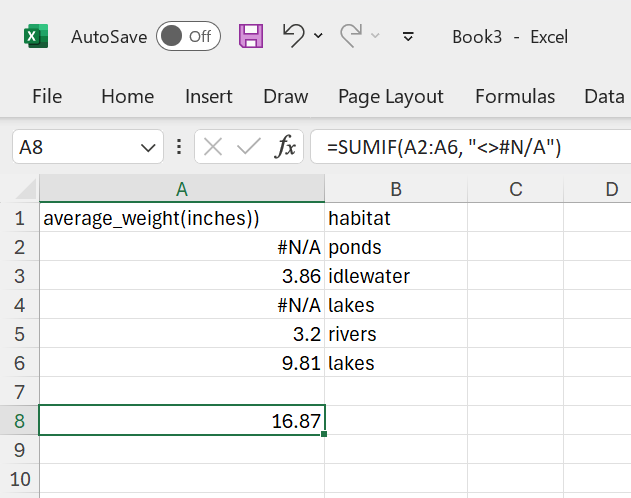 AutoSave Off Book3 - Excel
File Home Insert Draw Page Layout Formulas Data
A8 fx =SUMIF(A2:A6, "<>#N/A")
A B C D
1 average_weight(inches)) habitat
2 #N/A ponds
3 3.86 idlewater
4 #N/A lakes
5 3.2 rivers
6 9.81 lakes
7
8 16.87
9
10